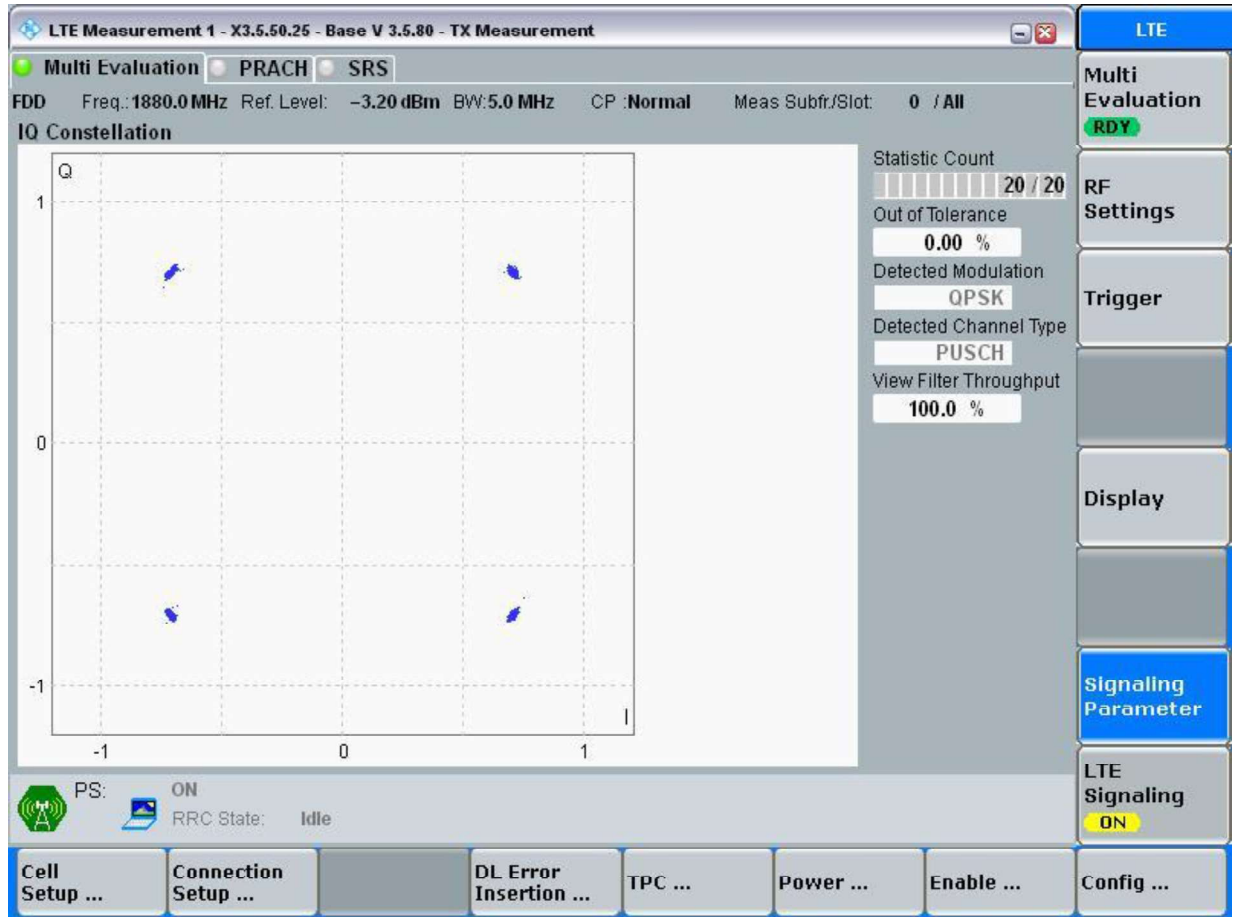 LTE Measurement 1 - X3.5.50.25 - Base V 3.5.80 - TX Measurement
LTE
Multi Evaluation PRACH SRS
FDD Freq.: 1880.0 MHz Ref. Level: -3.20 dBm BW: 5.0 MHz CP :Normal Meas Subfr./Slot: 0 / All
IQ Constellation
Q
1
0
-1
I
-1 0 1
Statistic Count
20 / 20
Out of Tolerance
0.00 %
Detected Modulation
QPSK
Detected Channel Type
PUSCH
View Filter Throughput
100.0 %
Multi
Evaluation
RDY
RF
Settings
Trigger
Display
Signaling
Parameter
LTE
Signaling
ON
PS: ON
RRC State: Idle
Cell
Setup ...
Connection
Setup ...
DL Error
Insertion ...
TPC ...
Power ...
Enable ...
Config ...